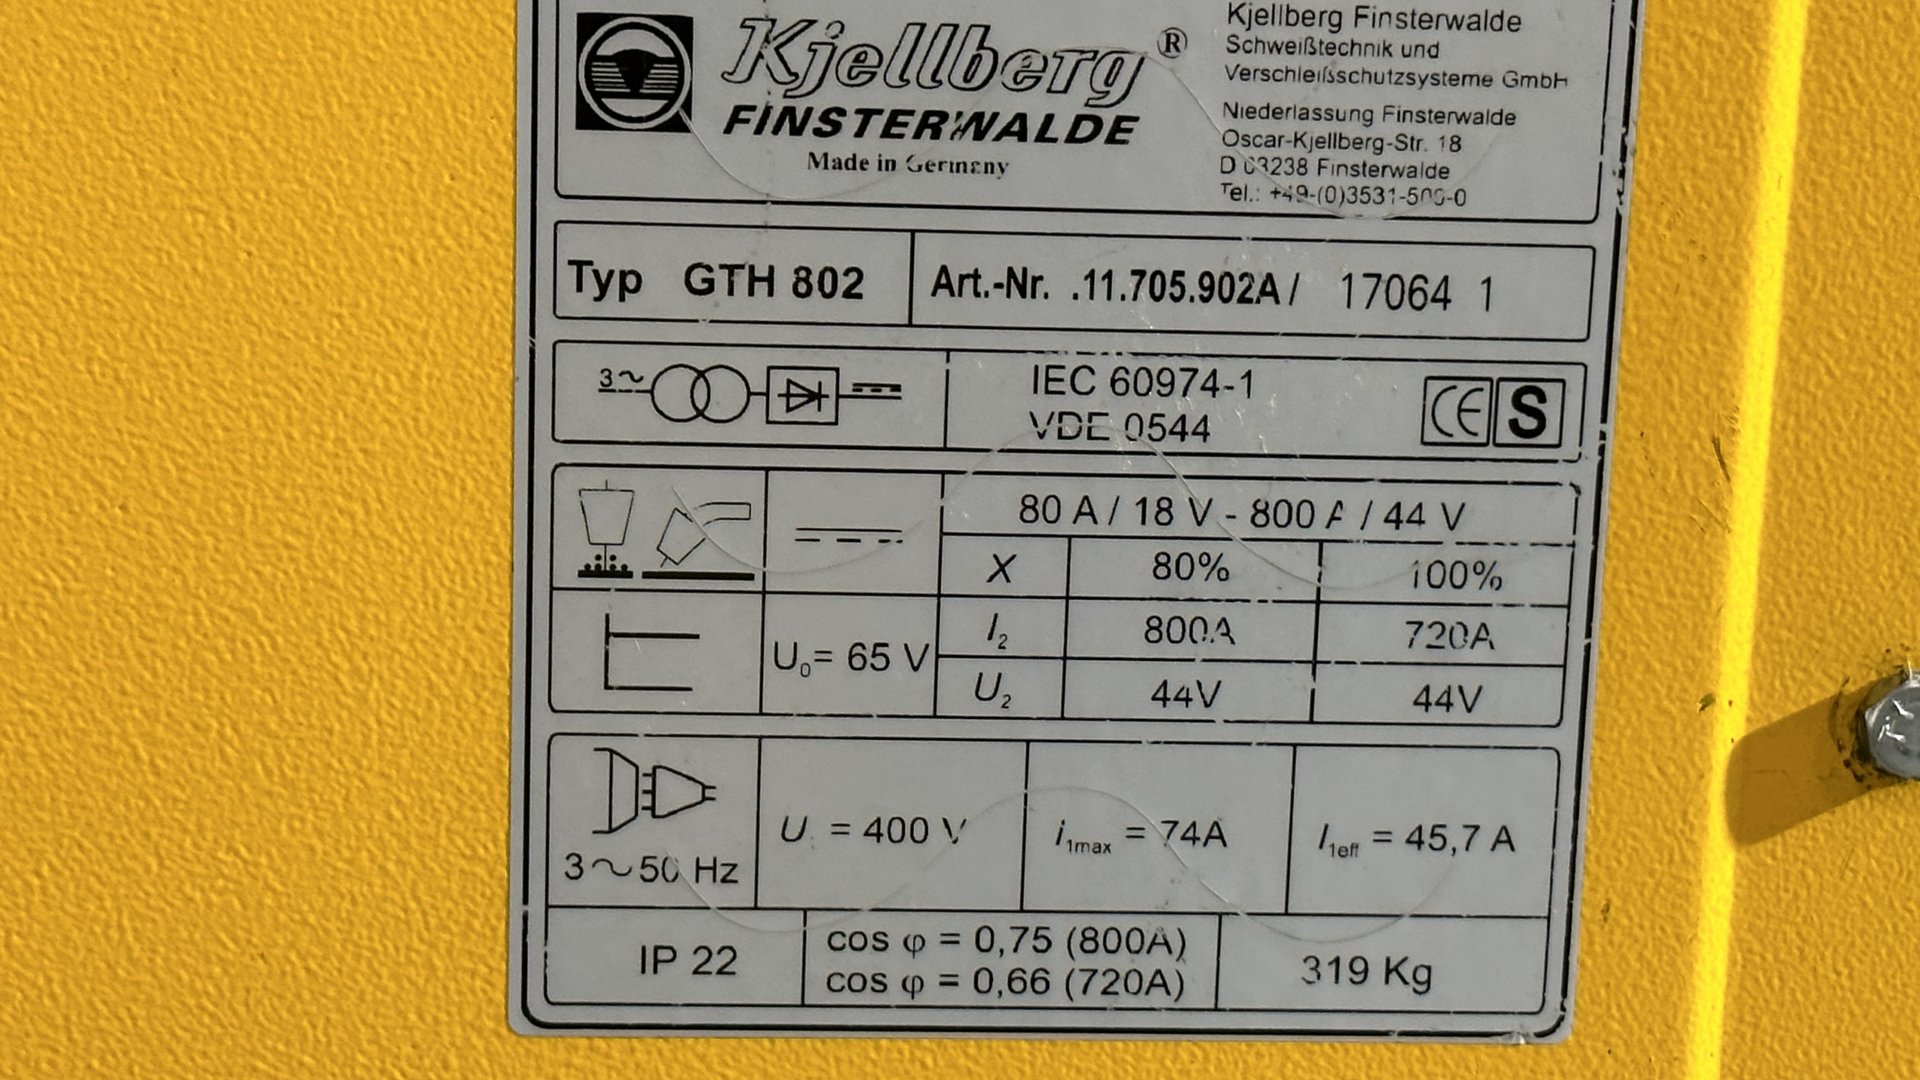 Kjellberg®
FINSTERWALDE
Made in Germany
Kjellberg Finsterwalde
Schweißtechnik und
Verschleißschutzsysteme GmbH
Niederlassung Finsterwalde
Oscar-Kjellberg-Str. 18
D 03238 Finsterwalde
Tel.: +49-(0)3531-500-0
Typ GTH 802
Art.-Nr. .11.705.902A / 17064 1
3~
IEC 60974-1
VDE 0544
CE S
80 A / 18 V - 800 A / 44 V
X 80% 100%
U₀= 65 V
I₂ 800A 720A
U₂ 44V 44V
3~50 Hz
U = 400 V
i₁max = 74A
I₁eff = 45,7 A
IP 22
cos φ = 0,75 (800A)
cos φ = 0,66 (720A)
319 Kg